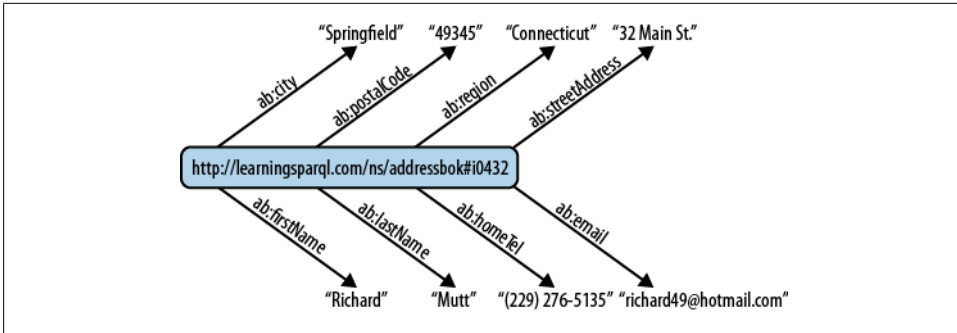 “Springfield” “49345” “Connecticut” “32 Main St.”
ab:city ab:postalCode ab:region ab:streetAddress
http://learningsparql.com/ns/addressbok#i0432
ab:firstName ab:lastName ab:homeTel ab:email
“Richard” “Mutt” “(229) 276-5135” “richard49@hotmail.com”